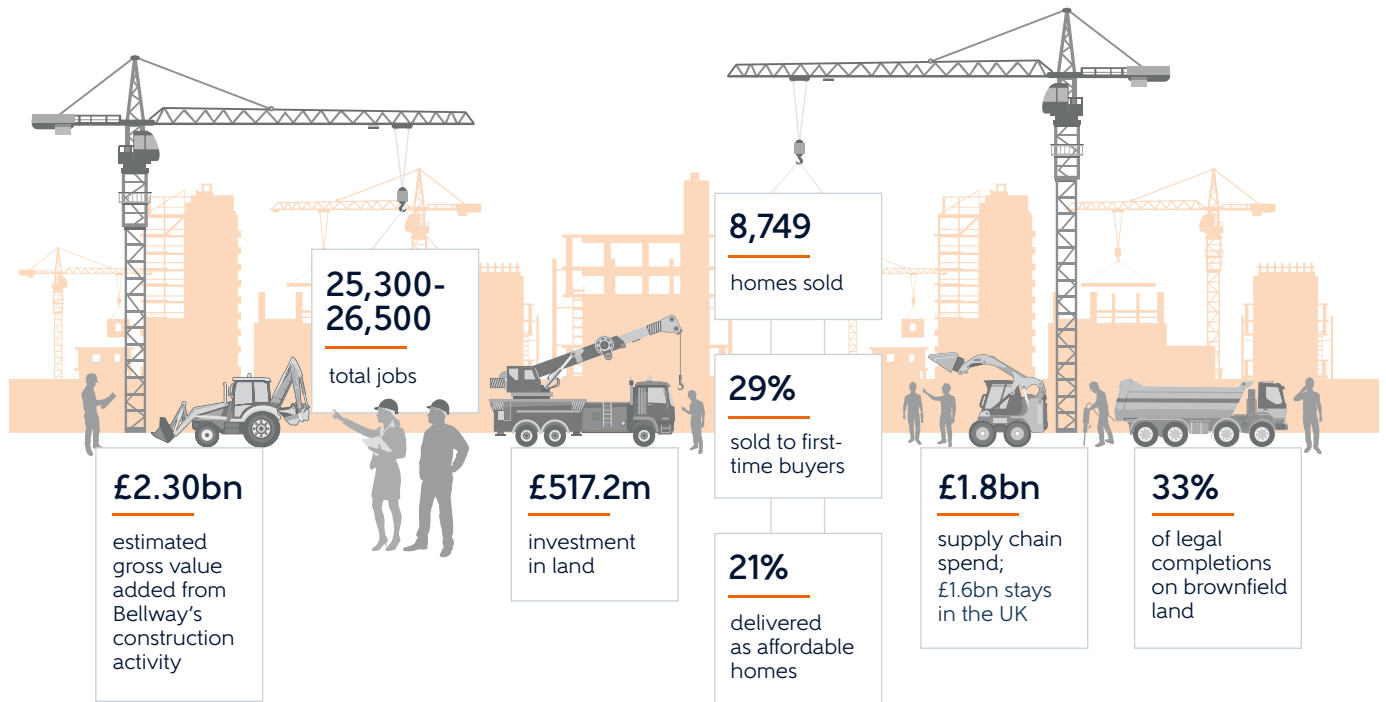 25,300-
26,500
total jobs
8,749
homes sold
29%
sold to first-
time buyers
21%
delivered
as affordable
homes
£2.30bn
estimated
gross value
added from
Bellway’s
construction
activity
£517.2m
investment
in land
£1.8bn
supply chain
spend;
£1.6bn stays
in the UK
33%
of legal
completions
on brownfield
land